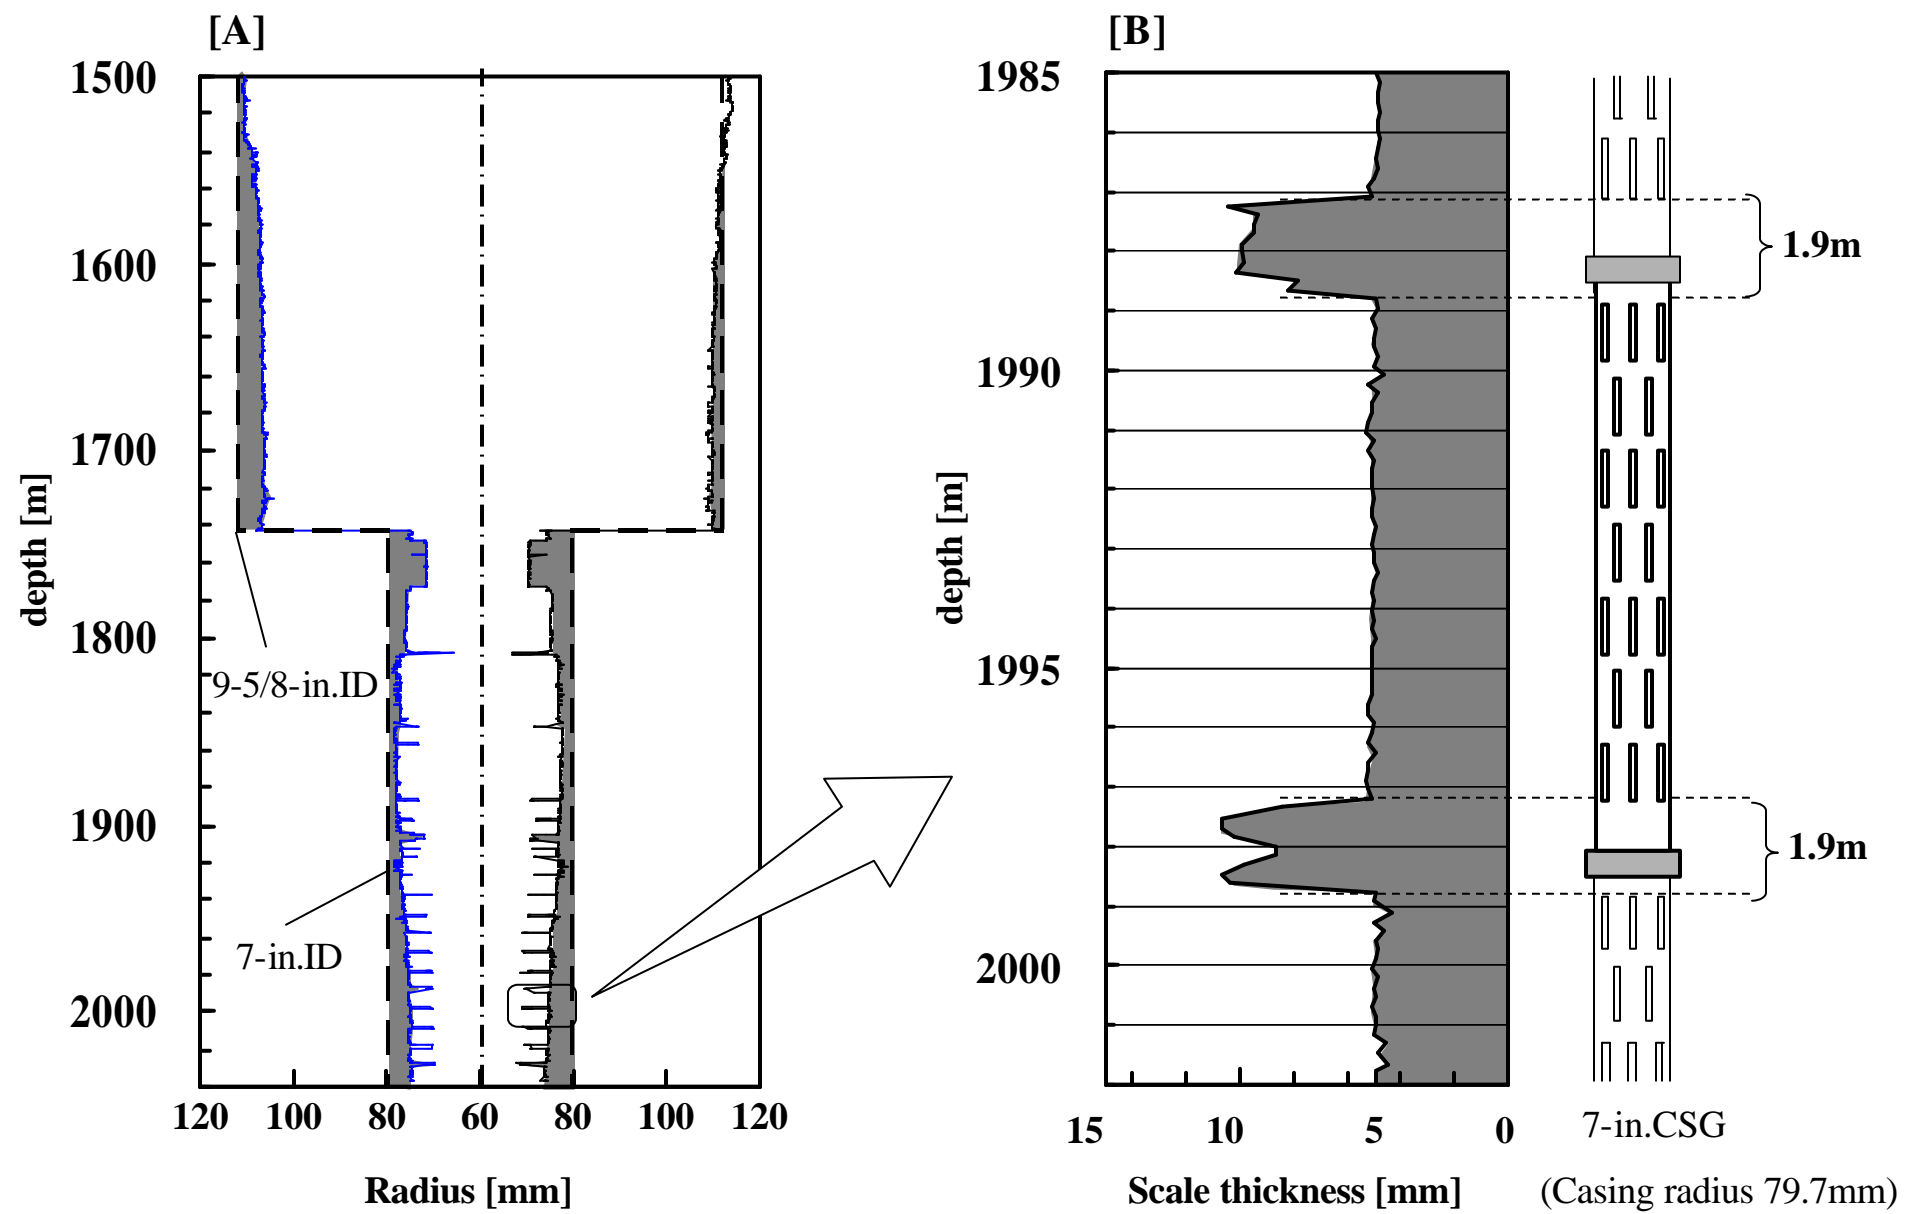 [A]
1500
1600
1700
1800
1900
2000
depth [m]
9-5/8-in.ID
7-in.ID
120 100 80 60 80 100 120
Radius [mm]
[B]
1985
1990
1995
2000
depth [m]
15 10 5 0
Scale thickness [mm]
1.9m
1.9m
7-in.CSG
(Casing radius 79.7mm)